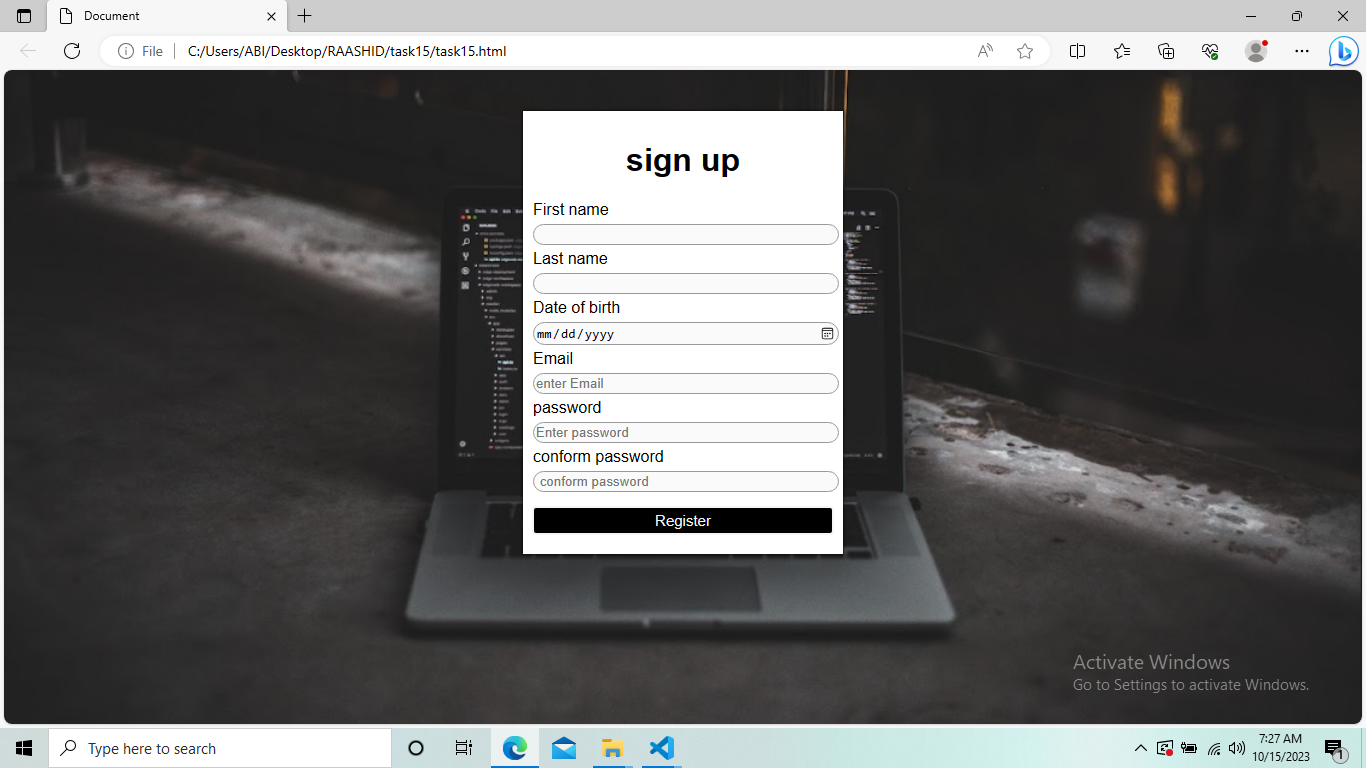 Document
File
C:/Users/ABI/Desktop/RAASHID/task15/task15.html
sign up
First name
Last name
Date of birth
mm/dd/yyyy
Email
enter Email
password
Enter password
conform password
conform password
Register
Activate Windows
Go to Settings to activate Windows.
Type here to search
7:27 AM
10/15/2023
1